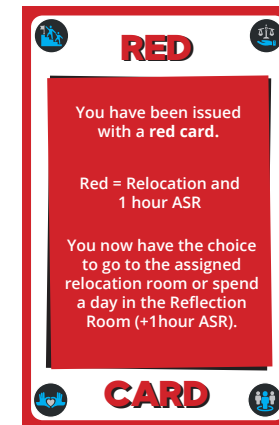 RED
You have been issued
with a red card.
Red = Relocation and
1 hour ASR
You now have the choice
to go to the assigned
relocation room or spend
a day in the Reflection
Room (+1hour ASR).
CARD